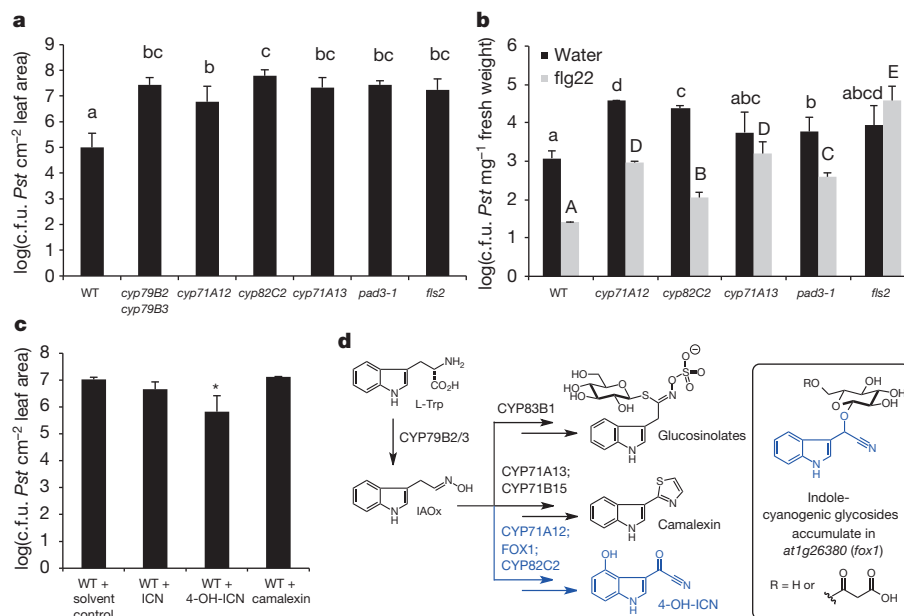 a
log(c.f.u. Pst cm⁻² leaf area)
9
8
7
6
5
4
3
2
1
0
a
bc
b
c
bc
bc
bc
WT
cyp79B2
cyp79B3
cyp71A12
cyp82C2
cyp71A13
pad3-1
fls2
b
log(c.f.u. Pst mg⁻¹ fresh weight)
6
5
4
3
2
1
0
Water
flg22
a
A
d
D
c
B
abc
D
b
C
abcd
E
WT
cyp71A12
cyp82C2
cyp71A13
pad3-1
fls2
c
log(c.f.u. Pst cm⁻² leaf area)
9
8
7
6
5
4
3
2
1
0
*
WT +
solvent
control
WT +
ICN
WT +
4-OH-ICN
WT +
camalexin
d
NH₂
CO₂H
N
H
L-Trp
CYP79B2/3
N
OH
N
H
IAOx
CYP83B1
HO
HO
HO
OH
O
S
N
O
S
O
O
O
⊖
N
H
Glucosinolates
CYP71A13;
CYP71B15
S
N
N
H
Camalexin
CYP71A12;
FOX1;
CYP82C2
OH
O
N
N
H
4-OH-ICN
RO
OH
OH
OH
O
O
N
N
H
Indole-
cyanogenic glycosides
accumulate in
at1g26380 (fox1)
R = H or
O
O
OH